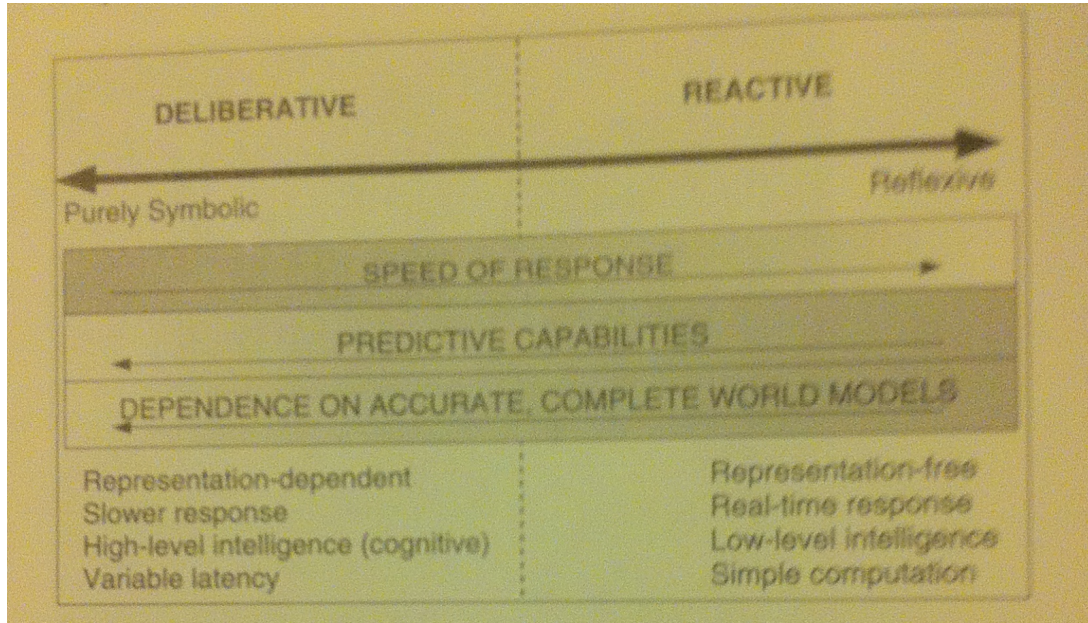 DELIBERATIVE
REACTIVE
Purely Symbolic
Reflexive
SPEED OF RESPONSE
PREDICTIVE CAPABILITIES
DEPENDENCE ON ACCURATE, COMPLETE WORLD MODELS
Representation-dependent
Slower response
High-level intelligence (cognitive)
Variable latency
Representation-free
Real-time response
Low-level intelligence
Simple computation